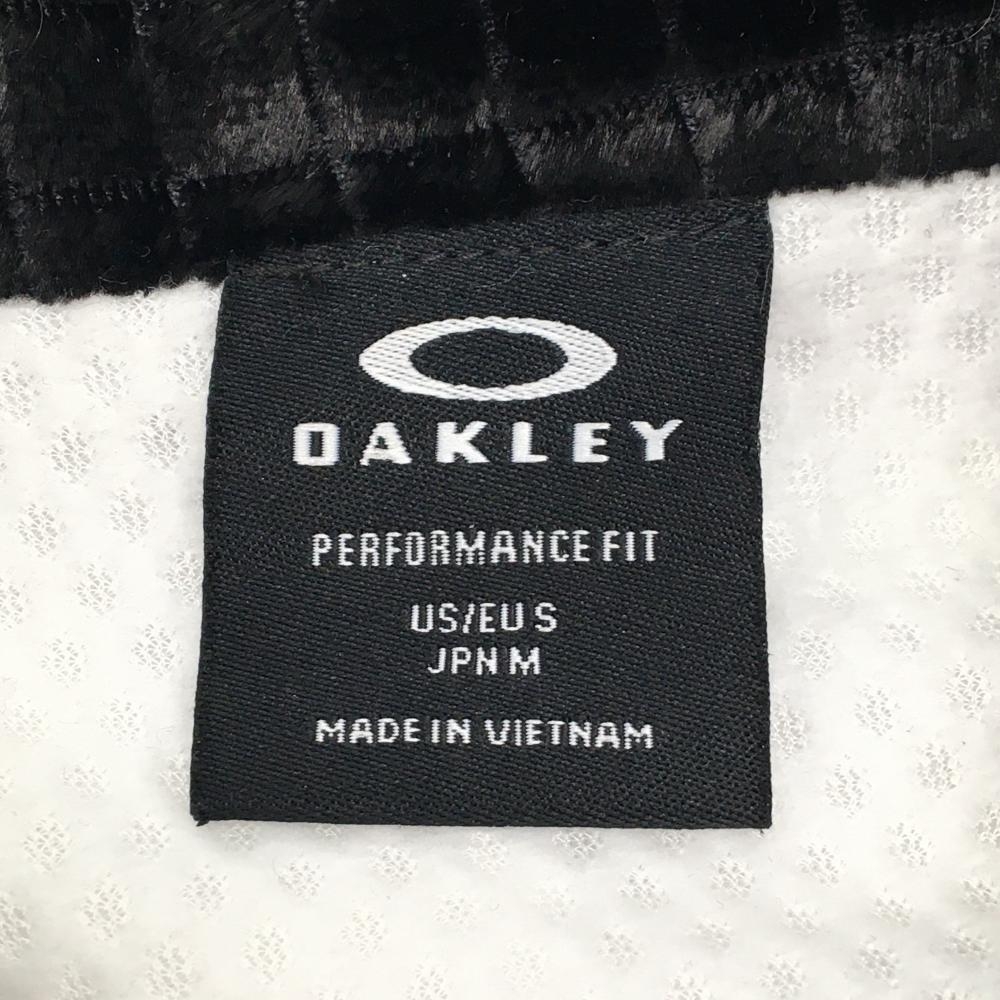 OAKLEY
PERFORMANCE FIT
US/EU S
JPN M
MADE IN VIETNAM